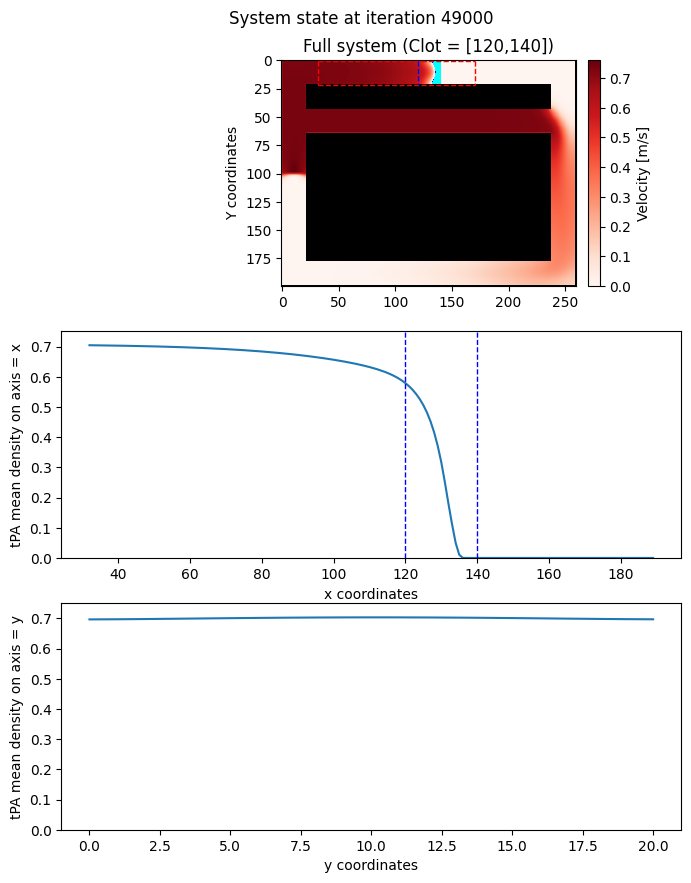 System state at iteration 49000
Full system (Clot = [120,140])
0
25
50
75
100
125
150
175
Y coordinates
0 50 100 150 200 250
0.7
0.6
0.5
0.4
0.3
0.2
0.1
0.0
Velocity [m/s]
0.7
0.6
0.5
0.4
0.3
0.2
0.1
0.0
tPA mean density on axis = x
40 60 80 100 120 140 160 180
x coordinates
0.7
0.6
0.5
0.4
0.3
0.2
0.1
0.0
tPA mean density on axis = y
0.0 2.5 5.0 7.5 10.0 12.5 15.0 17.5 20.0
y coordinates